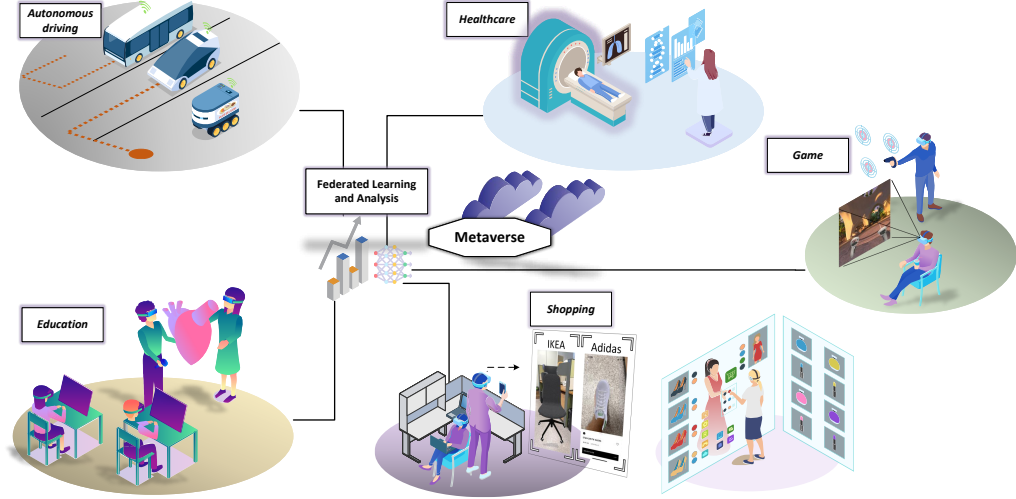 Autonomous
driving
Healthcare
Game
Federated Learning
and Analysis
Metaverse
Education
Shopping
IKEA
Adidas